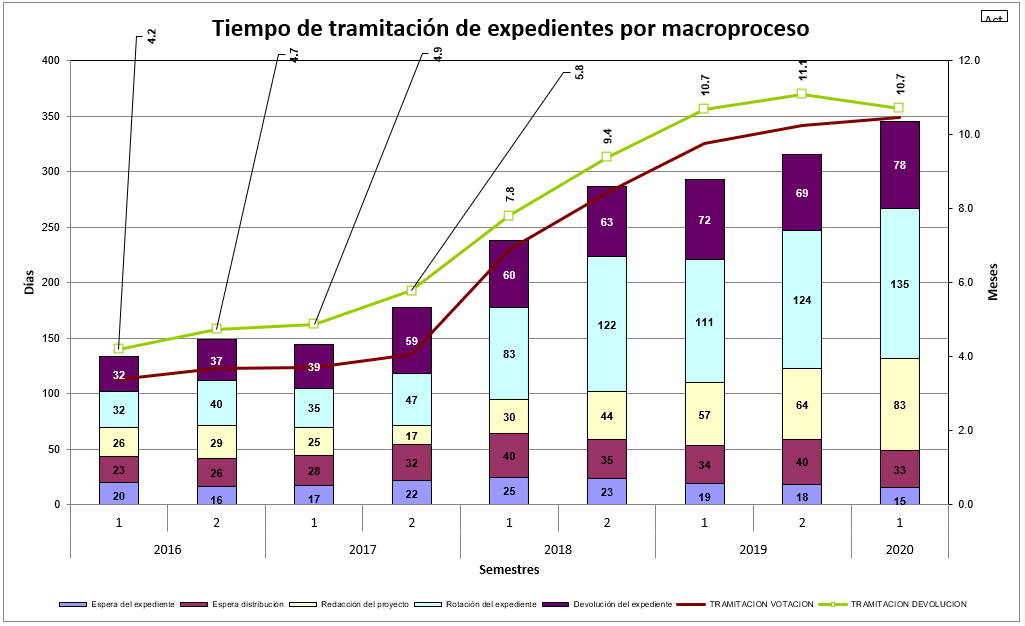 Tiempo de tramitación de expedientes por macroproceso
Act
4.2
4.7
4.9
5.8
7.8
9.4
10.7
11.1
10.7
400
350
300
250
200
150
100
50
0
Días
12.0
10.0
8.0
6.0
4.0
2.0
0.0
Meses
32 37 39 59 60 63 72 69 78
32 40 35 47 83 122 111 124 135
26 29 25 17 30 44 57 64 83
23 26 28 32 40 35 34 40 33
20 16 17 22 25 23 19 18 15
1 2 1 2 1 2 1 2 1
2016 2017 2018 2019 2020
Semestres
Espera del expediente Espera distribución Redacción del proyecto Rotación del expediente Devolución del expediente TRAMITACION VOTACION TRAMITACION DEVOLUCION